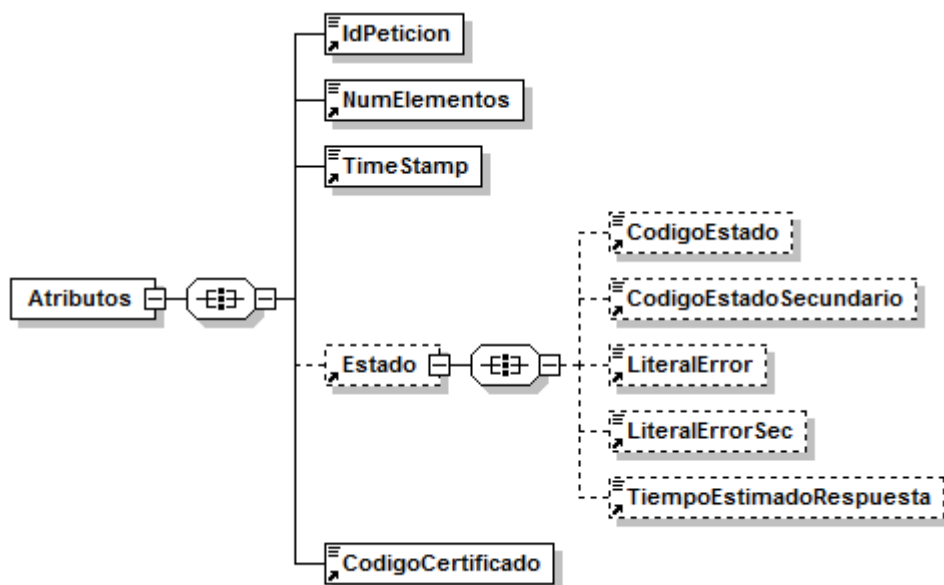 IdPeticion
NumElementos
TimeStamp
CodigoEstado
CodigoEstadoSecundario
Atributos
LiteralError
Estado
LiteralErrorSec
TiempoEstimadoRespuesta
CodigoCertificado